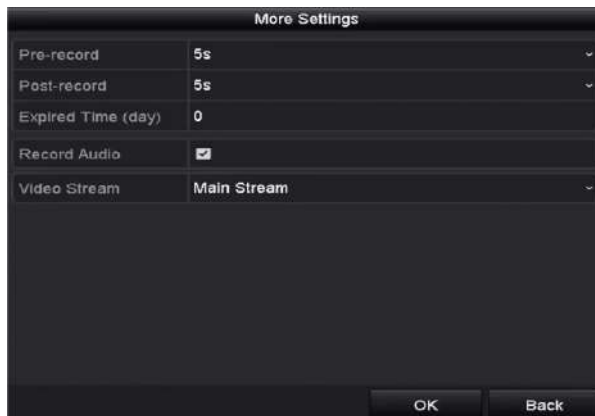 More Settings
Pre-record 5s
Post-record 5s
Expired Time (day) 0
Record Audio
Video Stream Main Stream
OK Back